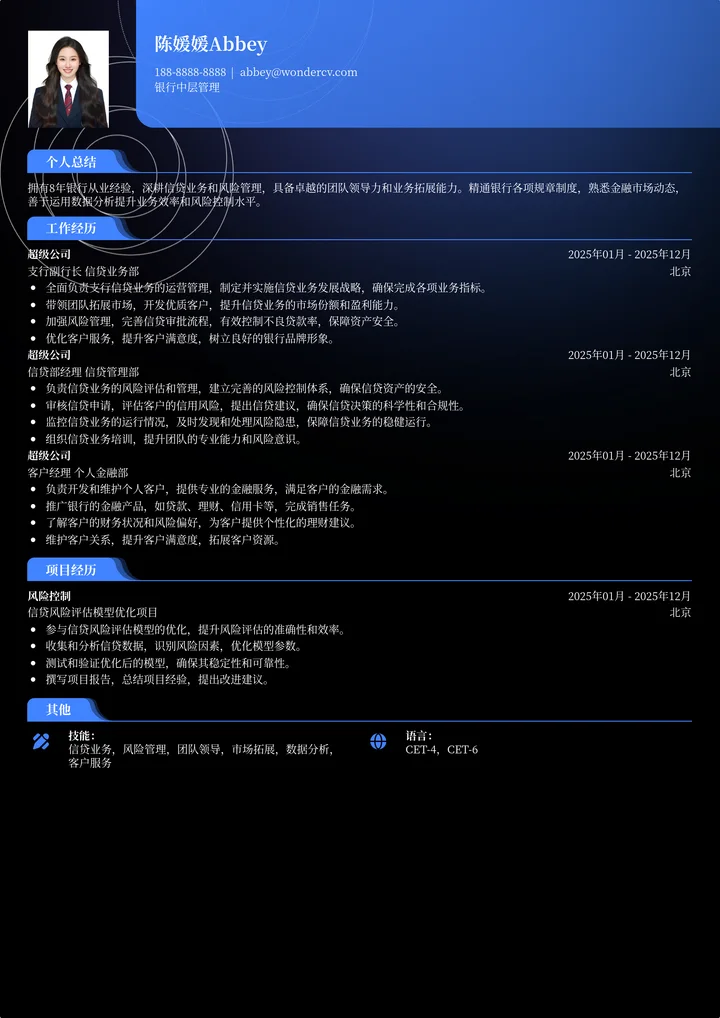 陈媛媛Abbey
188-8888-8888 | abbey@wondercv.com
银行中层管理
个人总结
拥有8年银行从业经验，深耕信贷业务和风险管理，具备卓越的团队领导力和业务拓展能力。精通银行各项规章制度，熟悉金融市场动态，
善于运用数据分析提升业务效率和风险控制水平。
工作经历
超级公司 2025年01月 - 2025年12月
支行副行长 信贷业务部 北京
• 全面负责支行信贷业务的运营管理，制定并实施信贷业务发展战略，确保完成各项业务指标。
• 带领团队拓展市场，开发优质客户，提升信贷业务的市场份额和盈利能力。
• 加强风险管理，完善信贷审批流程，有效控制不良贷款率，保障资产安全。
• 优化客户服务，提升客户满意度，树立良好的银行品牌形象。
超级公司 2025年01月 - 2025年12月
信贷部经理 信贷管理部 北京
• 负责信贷业务的风险评估和管理，建立完善的风险控制体系，确保信贷资产的安全。
• 审核信贷申请，评估客户的信用风险，提出信贷建议，确保信贷决策的科学性和合规性。
• 监控信贷业务的运行情况，及时发现和处理风险隐患，保障信贷业务的稳健运行。
• 组织信贷业务培训，提升团队的专业能力和风险意识。
超级公司 2025年01月 - 2025年12月
客户经理 个人金融部 北京
• 负责开发和维护个人客户，提供专业的金融服务，满足客户的金融需求。
• 推广银行的金融产品，如贷款、理财、信用卡等，完成销售任务。
• 了解客户的财务状况和风险偏好，为客户提供个性化的理财建议。
• 维护客户关系，提升客户满意度，拓展客户资源。
项目经历
风险控制 2025年01月 - 2025年12月
信贷风险评估模型优化项目 北京
• 参与信贷风险评估模型的优化，提升风险评估的准确性和效率。
• 收集和分析信贷数据，识别风险因素，优化模型参数。
• 测试和验证优化后的模型，确保其稳定性和可靠性。
• 撰写项目报告，总结项目经验，提出改进建议。
其他
技能： 语言：
信贷业务，风险管理，团队领导，市场拓展，数据分析， CET-4，CET-6
客户服务